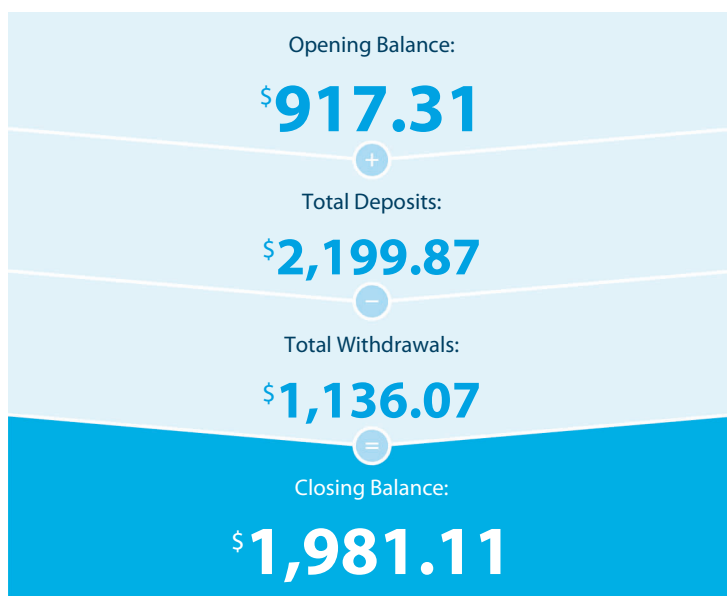 Opening Balance:
$917.31
+
Total Deposits:
$2,199.87
−
Total Withdrawals:
$1,136.07
=
Closing Balance:
$1,981.11